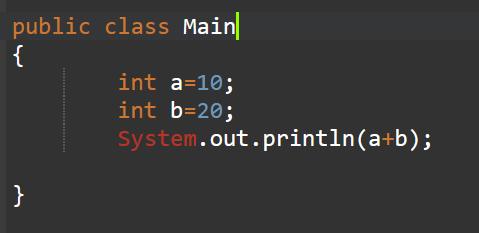 public class Main
{
int a=10;
int b=20;
System.out.println(a+b);
}